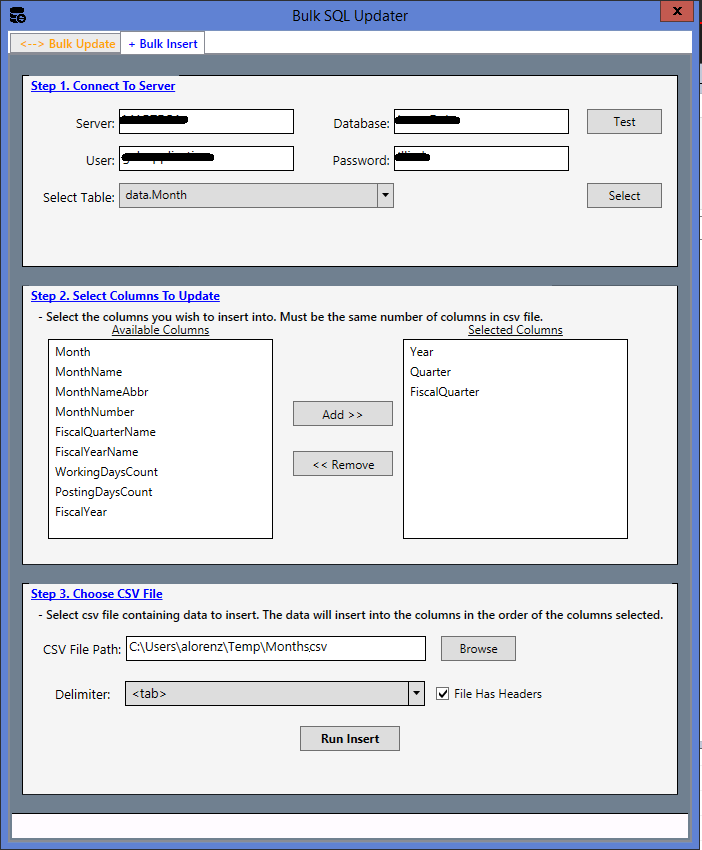 Bulk SQL Updater
x
<--> Bulk Update + Bulk Insert
Step 1. Connect To Server
Server: Database: Test
User: Password:
Select Table: data.Month Select
Step 2. Select Columns To Update
- Select the columns you wish to insert into. Must be the same number of columns in csv file.
Available Columns Selected Columns
Month Year
MonthName Quarter
MonthNameAbbr FiscalQuarter
MonthNumber Add >>
FiscalQuarterName
FiscalYearName << Remove
WorkingDaysCount
PostingDaysCount
FiscalYear
Step 3. Choose CSV File
- Select csv file containing data to insert. The data will insert into the columns in the order of the columns selected.
CSV File Path: C:\Users\alorenz\Temp\Monthscsv Browse
Delimiter: <tab> File Has Headers
Run Insert